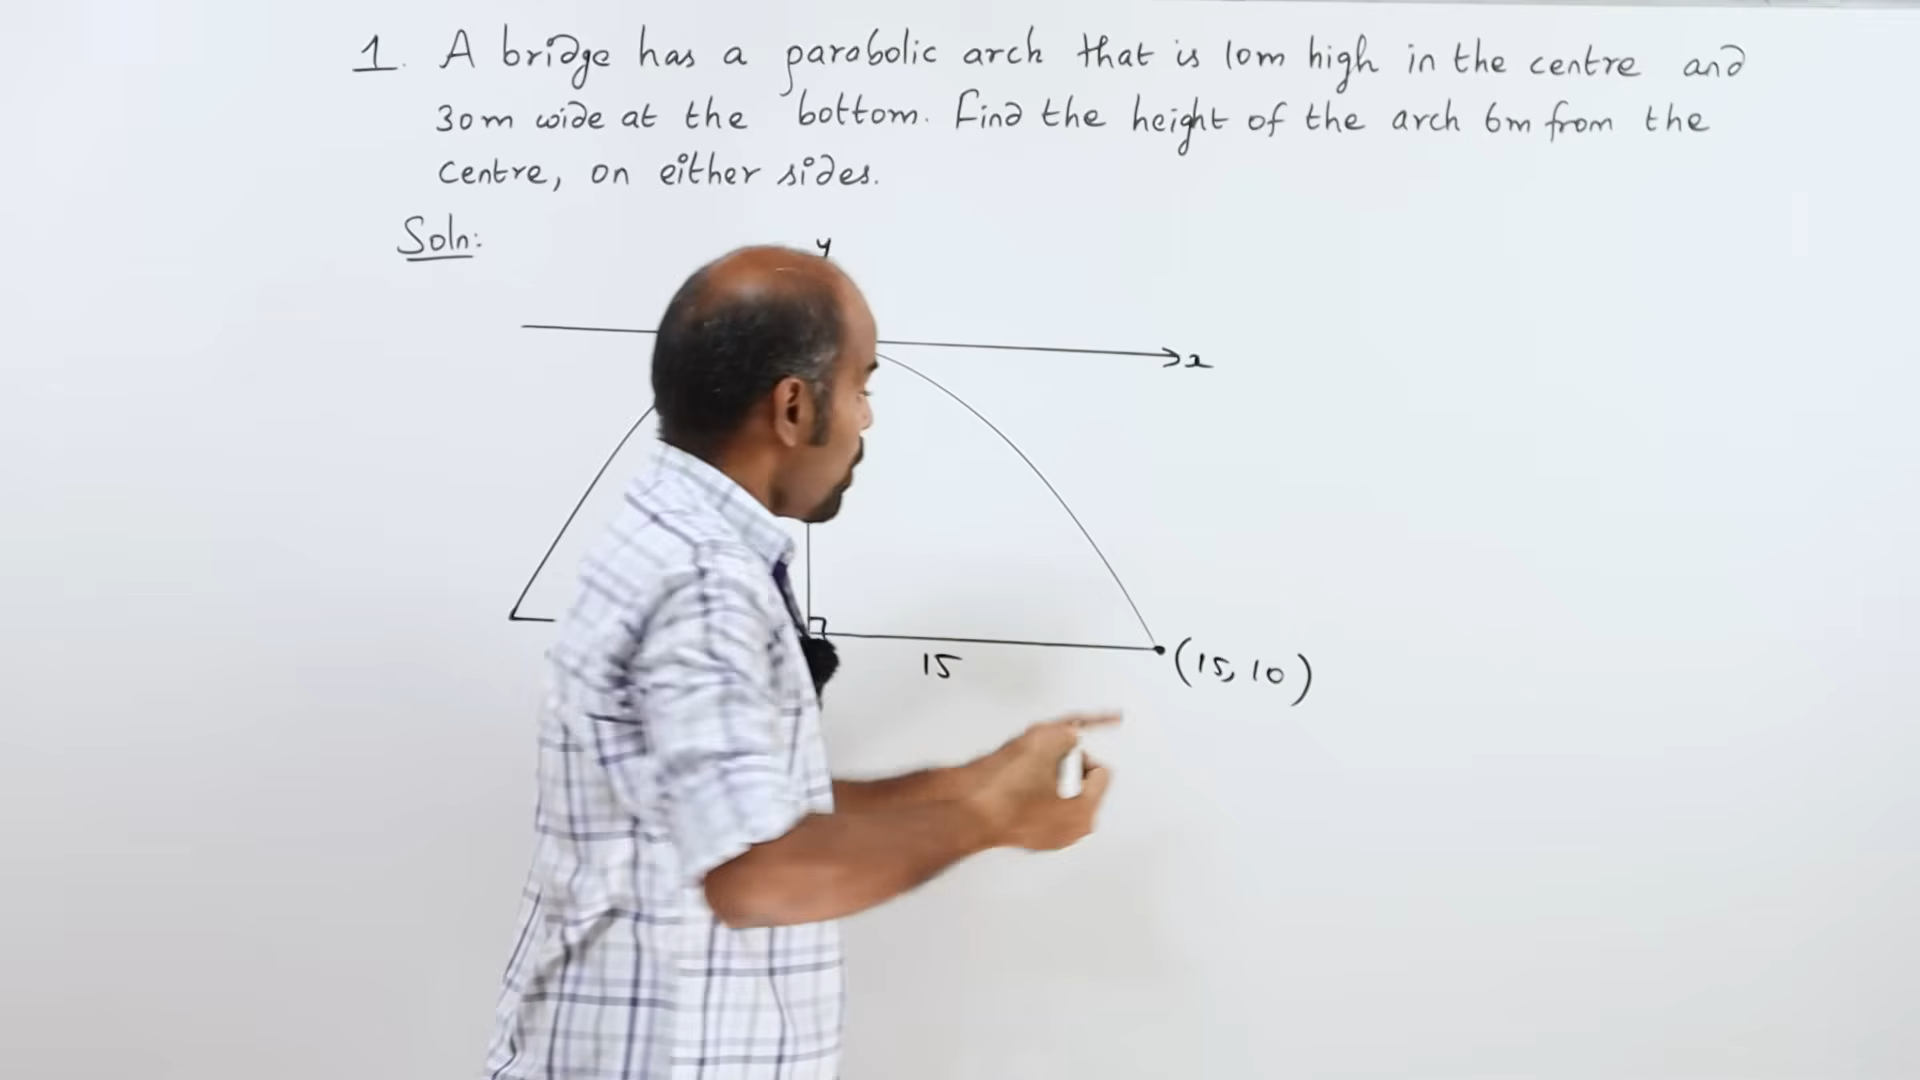 1. A bridge has a parabolic arch that is 10m high in the centre and
30m wide at the bottom. Find the height of the arch 6m from the
Centre, on either sides.
Soln:
y
x
15
(15, 10)